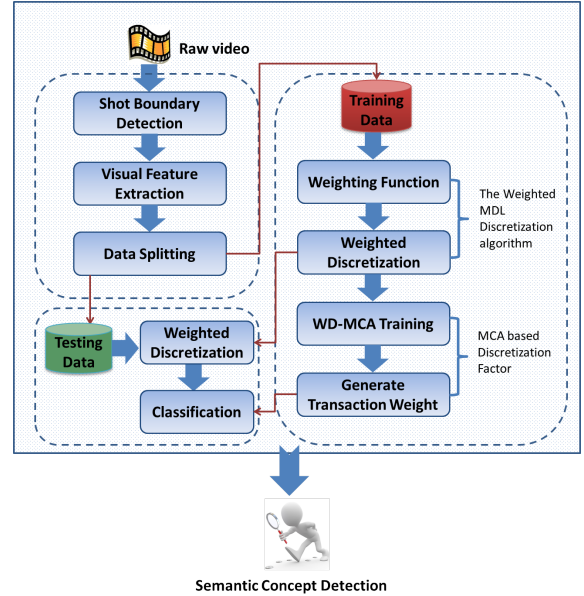 Raw video
Shot Boundary
Detection
Visual Feature
Extraction
Data Splitting
Testing
Data
Weighted
Discretization
Classification
Training
Data
Weighting Function
Weighted
Discretization
WD-MCA Training
Generate
Transaction Weight
The Weighted
MDL
Discretization
algorithm
MCA based
Discretization
Factor
Semantic Concept Detection